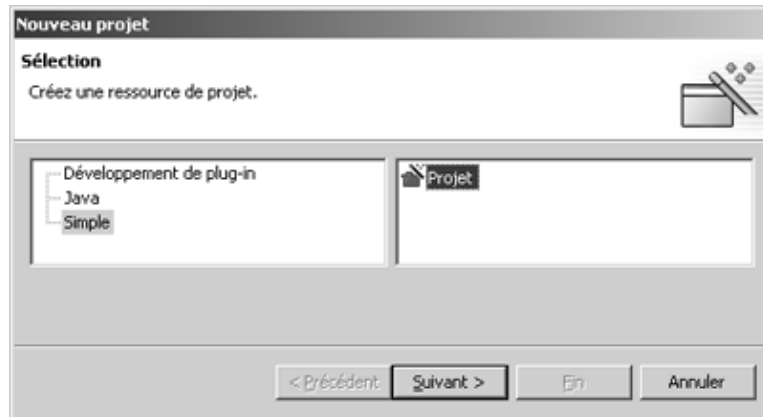 Nouveau projet
Sélection
Créez une ressource de projet.
Développement de plug-in
Java
Simple
Projet
< Précédent
Suivant >
Fin
Annuler